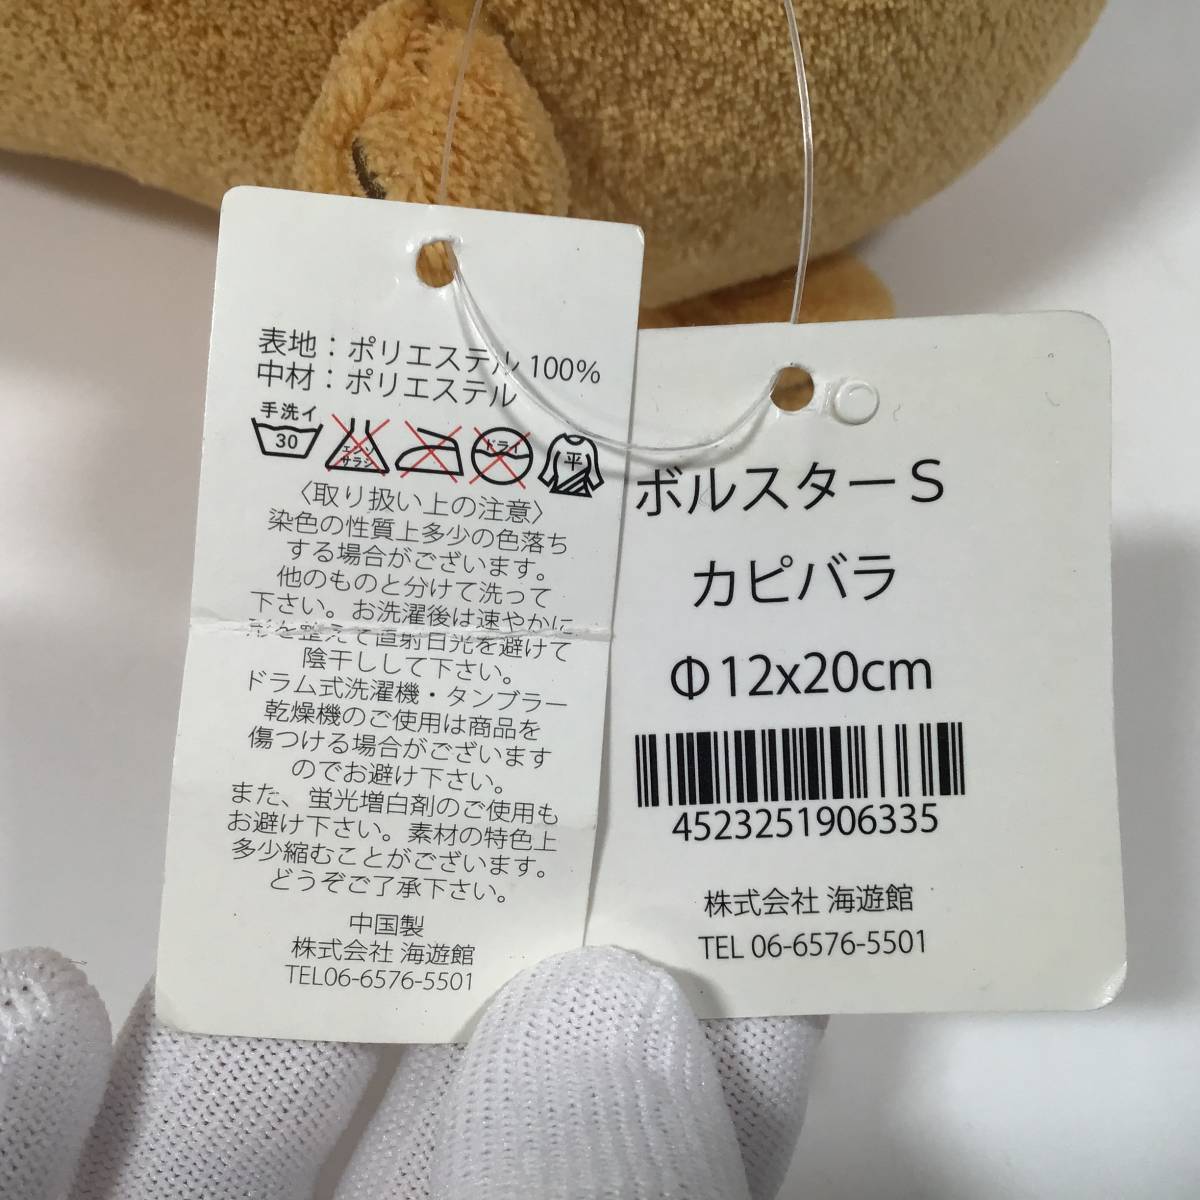 表地：ポリエステル 100%
中材：ポリエステル
手洗イ
30
エンソ
サラシ
ドライ
平
〈取り扱い上の注意〉
染色の性質上多少の色落ち
する場合がございます。
他のものと分けて洗って
下さい。お洗濯後は速やかに
形を整えて直射日光を避けて
陰干しして下さい。
ドラム式洗濯機・タンブラー
乾燥機のご使用は商品を
傷つける場合がございます
のでお避け下さい。
また、蛍光増白剤のご使用も
お避け下さい。素材の特色上
多少縮むことがございます。
どうぞご了承下さい。
中国製
株式会社 海遊館
TEL06-6576-5501
ボルスターS
カピバラ
Φ12x20cm
4523251906335
株式会社 海遊館
TEL 06-6576-5501